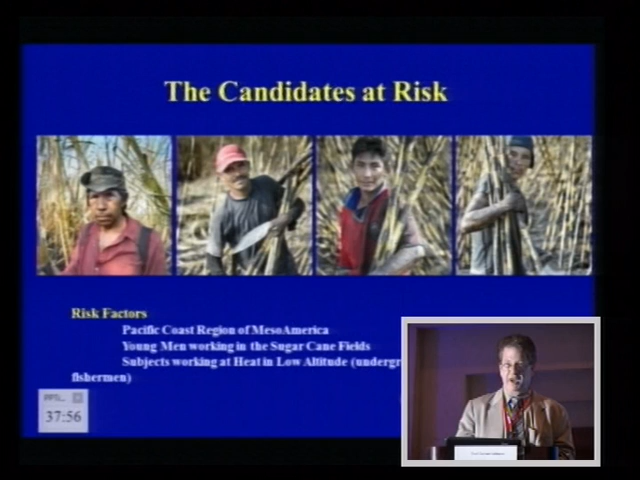 The Candidates at Risk
Risk Factors
Pacific Coast Region of MesoAmerica
Young Men working in the Sugar Cane Fields
Subjects working at Heat in Low Altitude
fishermen)
37:56